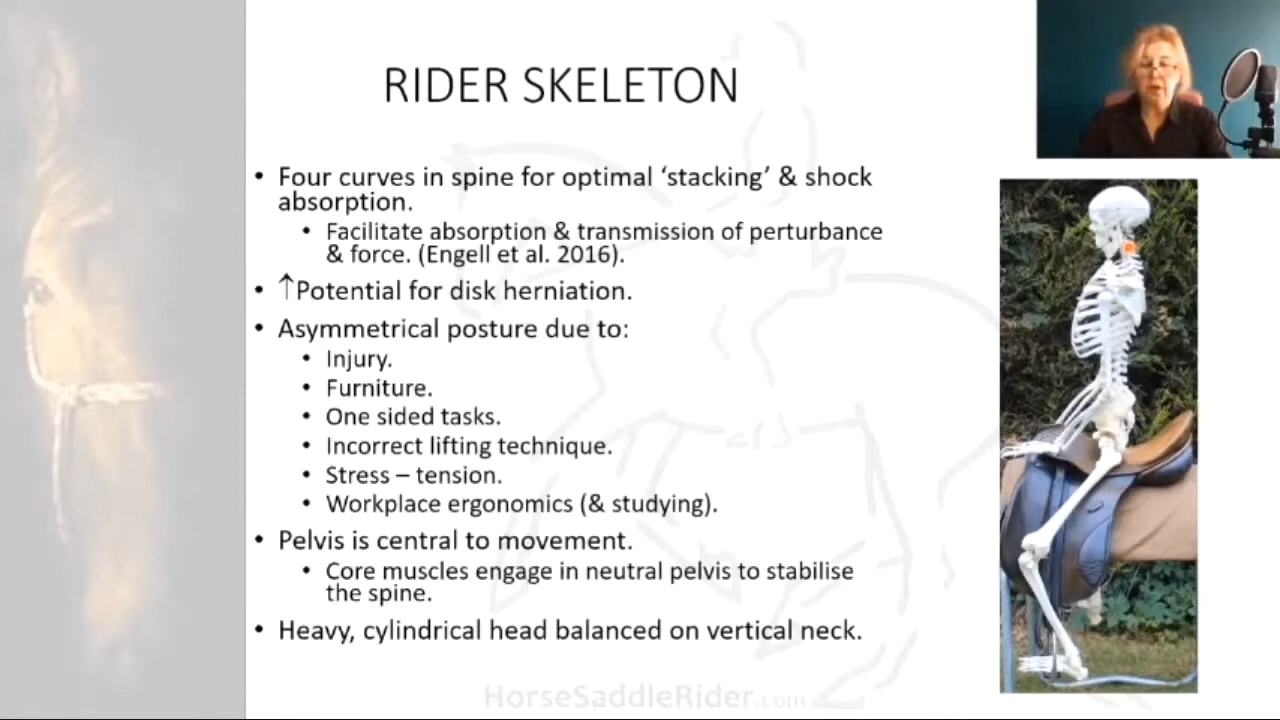 RIDER SKELETON
• Four curves in spine for optimal ‘stacking’ & shock
absorption.
• Facilitate absorption & transmission of perturbance
& force. (Engell et al. 2016).
• ↑Potential for disk herniation.
• Asymmetrical posture due to:
• Injury.
• Furniture.
• One sided tasks.
• Incorrect lifting technique.
• Stress – tension.
• Workplace ergonomics (& studying).
• Pelvis is central to movement.
• Core muscles engage in neutral pelvis to stabilise
the spine.
• Heavy, cylindrical head balanced on vertical neck.
HorseSaddleRider.com